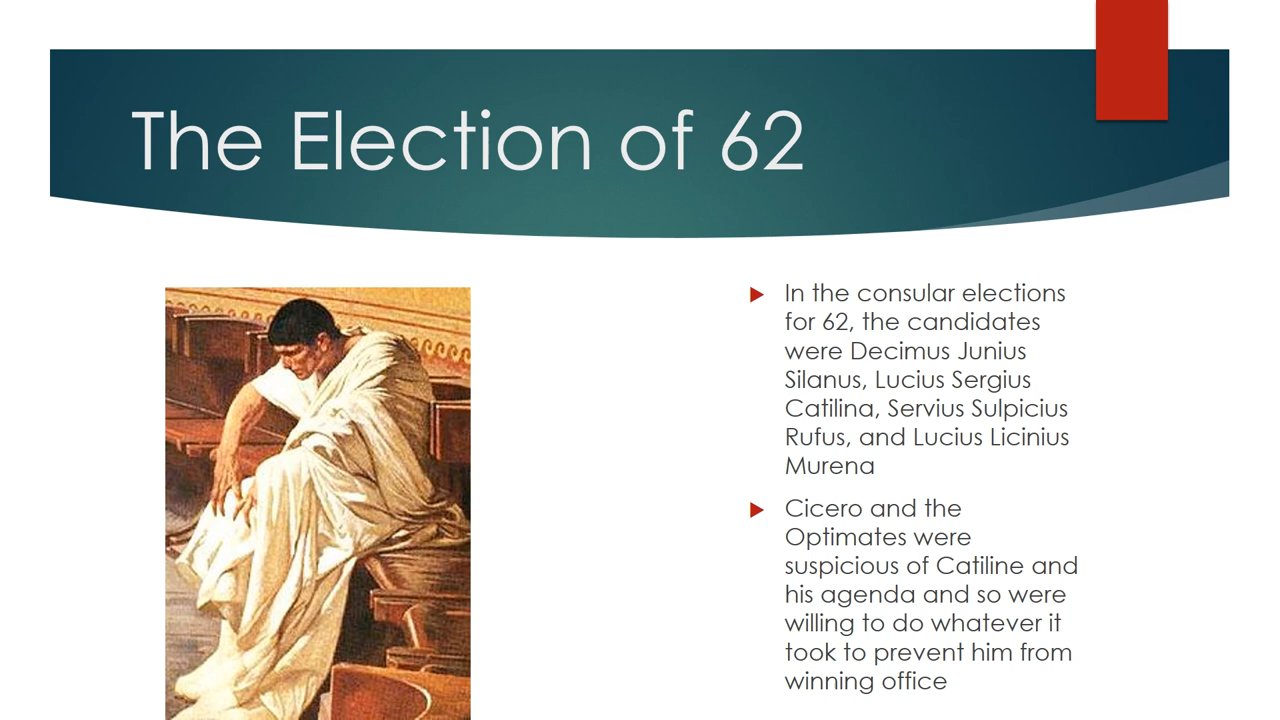 The Election of 62
In the consular elections
for 62, the candidates
were Decimus Junius
Silanus, Lucius Sergius
Catilina, Servius Sulpicius
Rufus, and Lucius Licinius
Murena
Cicero and the
Optimates were
suspicious of Catiline and
his agenda and so were
willing to do whatever it
took to prevent him from
winning office